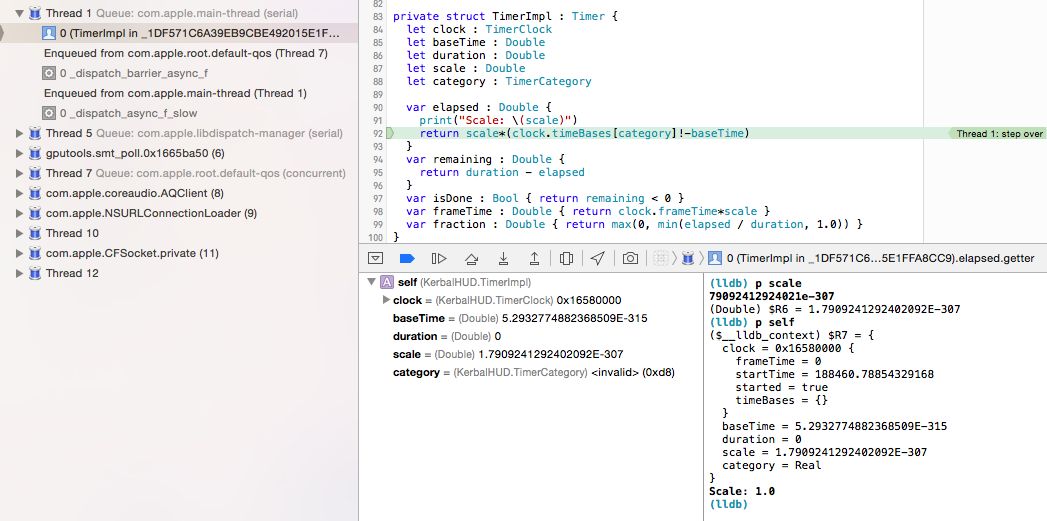 Thread 1 Queue: com.apple.main-thread (serial)
0 (TimerImpl in _1DF571C6A39EB9CBE492015E1F...
Enqueued from com.apple.root.default-qos (Thread 7)
0 _dispatch_barrier_async_f
Enqueued from com.apple.main-thread (Thread 1)
0 _dispatch_async_f_slow
Thread 5 Queue: com.apple.libdispatch-manager (serial)
gputools.smt_poll.0x1665ba50 (6)
Thread 7 Queue: com.apple.root.default-qos (concurrent)
com.apple.coreaudio.AQClient (8)
com.apple.NSURLConnectionLoader (9)
Thread 10
com.apple.CFSocket.private (11)
Thread 12
82
83 private struct TimerImpl : Timer {
84 let clock : TimerClock
85 let baseTime : Double
86 let duration : Double
87 let scale : Double
88 let category : TimerCategory
89
90 var elapsed : Double {
91 print("Scale: \(scale)")
92 return scale*(clock.timeBases[category]!-baseTime) Thread 1: step over
93 }
94 var remaining : Double {
95 return duration - elapsed
96 }
97 var isDone : Bool { return remaining < 0 }
98 var frameTime : Double { return clock.frameTime*scale }
99 var fraction : Double { return max(0, min(elapsed / duration, 1.0)) }
100 }
0 (TimerImpl in _1DF571C6...5E1FFA8CC9).elapsed.getter
A self (KerbalHUD.TimerImpl)
clock = (KerbalHUD.TimerClock) 0x16580000
baseTime = (Double) 5.2932774882368509E-315
duration = (Double) 0
scale = (Double) 1.7909241292402092E-307
category = (KerbalHUD.TimerCategory) <invalid> (0xd8)
(lldb) p scale
79092412924021e-307
(Double) $R6 = 1.7909241292402092E-307
(lldb) p self
($__lldb_context) $R7 = {
clock = 0x16580000 {
frameTime = 0
startTime = 188460.78854329168
started = true
timeBases = {}
}
baseTime = 5.2932774882368509E-315
duration = 0
scale = 1.7909241292402092E-307
category = Real
}
Scale: 1.0
(lldb)